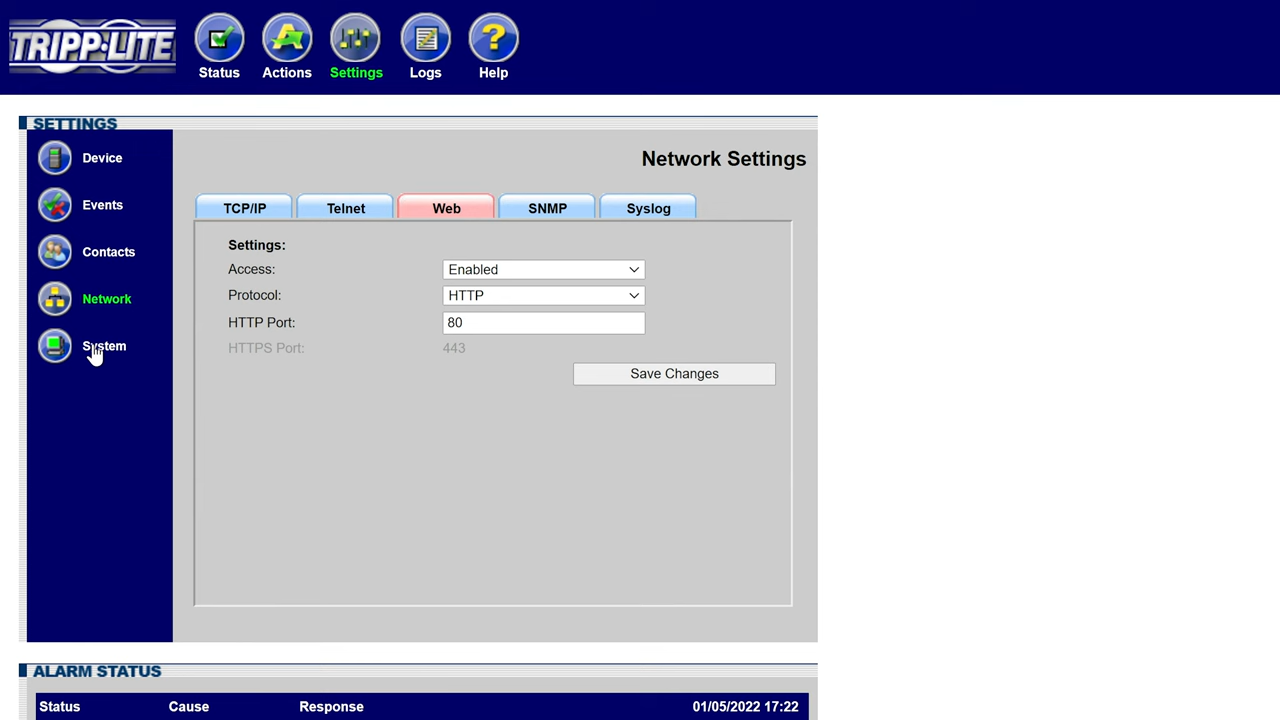 TRIPP·LITE
Status Actions Settings Logs Help
SETTINGS
Device
Events
Contacts
Network
System
Network Settings
TCP/IP Telnet Web SNMP Syslog
Settings:
Access: Enabled
Protocol: HTTP
HTTP Port: 80
HTTPS Port: 443
Save Changes
ALARM STATUS
Status Cause Response 01/05/2022 17:22